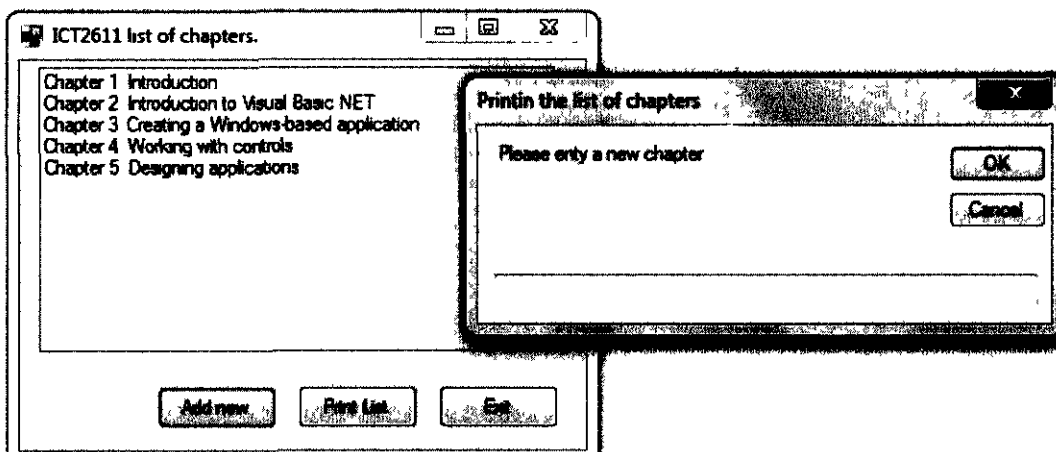 ICT2611 list of chapters.
Chapter 1 Introduction
Chapter 2 Introduction to Visual Basic NET
Chapter 3 Creating a Windows-based application
Chapter 4 Working with controls
Chapter 5 Designing applications
Add new
Print List
Exit
Printin the list of chapters
Please enty a new chapter
OK
Cancel